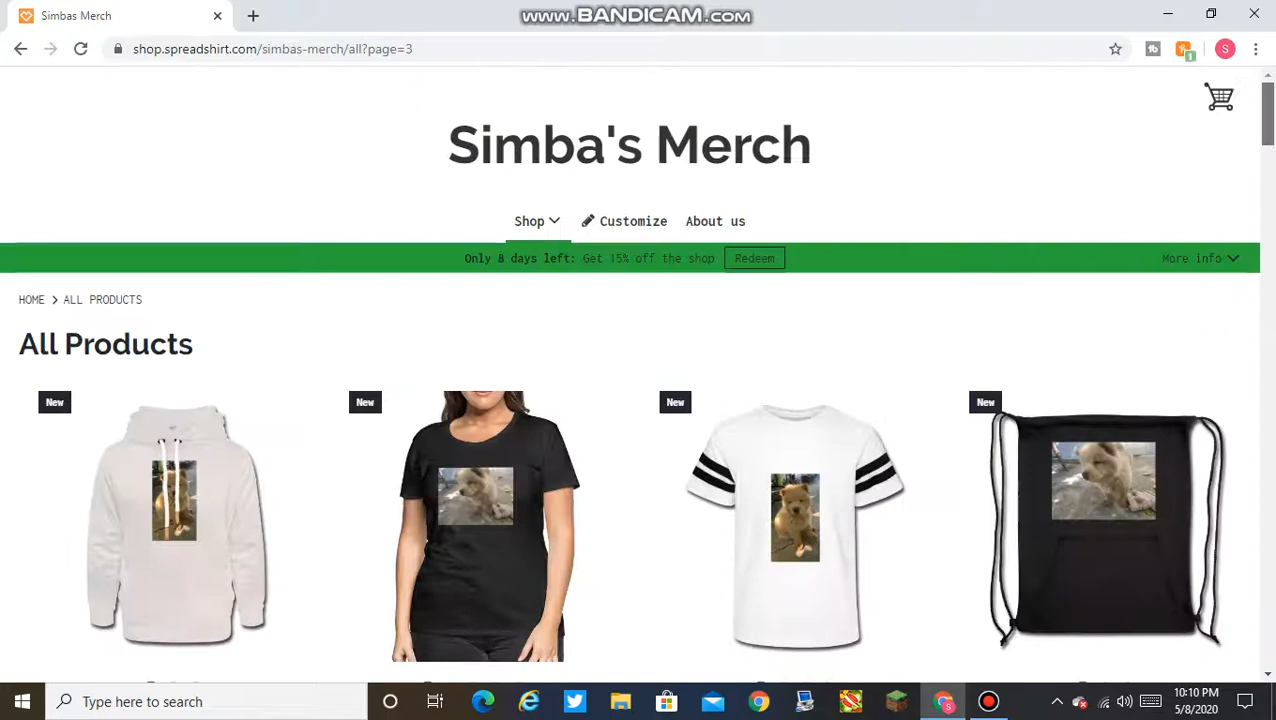 Simbas Merch
www.BANDICAM.com
shop.spreadshirt.com/simbas-merch/all?page=3
S
1
Simba's Merch
Shop
Customize
About us
Only 8 days left: Get 15% off the shop
Redeem
More info
HOME
ALL PRODUCTS
All Products
New
New
New
New
Type here to search
10:10 PM
5/8/2020